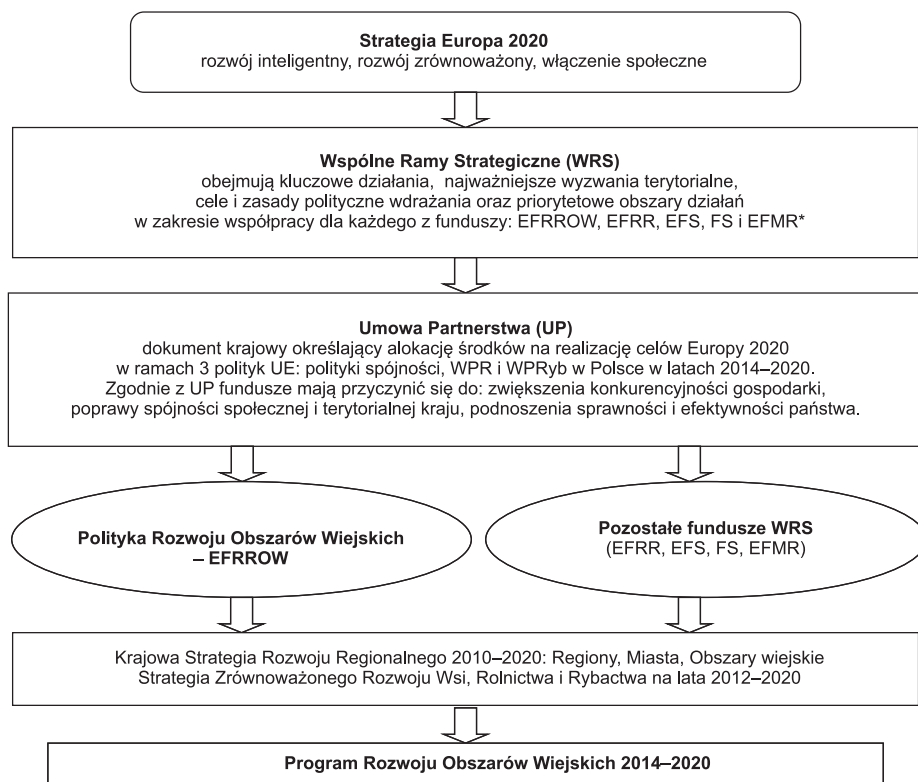 Strategia Europa 2020
rozwój inteligentny, rozwój zrównoważony, włączenie społeczne
Wspólne Ramy Strategiczne (WRS)
obejmują kluczowe działania, najważniejsze wyzwania terytorialne,
cele i zasady polityczne wdrażania oraz priorytetowe obszary działań
w zakresie współpracy dla każdego z funduszy: EFRROW, EFRR, EFS, FS i EFMR*
Umowa Partnerstwa (UP)
dokument krajowy określający alokację środków na realizację celów Europy 2020
w ramach 3 polityk UE: polityki spójności, WPR i WPRyb w Polsce w latach 2014–2020.
Zgodnie z UP fundusze mają przyczynić się do: zwiększenia konkurencyjności gospodarki,
poprawy spójności społecznej i terytorialnej kraju, podnoszenia sprawności i efektywności państwa.
Polityka Rozwoju Obszarów Wiejskich
– EFRROW
Pozostałe fundusze WRS
(EFRR, EFS, FS, EFMR)
Krajowa Strategia Rozwoju Regionalnego 2010–2020: Regiony, Miasta, Obszary wiejskie
Strategia Zrównoważonego Rozwoju Wsi, Rolnictwa i Rybactwa na lata 2012–2020
Program Rozwoju Obszarów Wiejskich 2014–2020